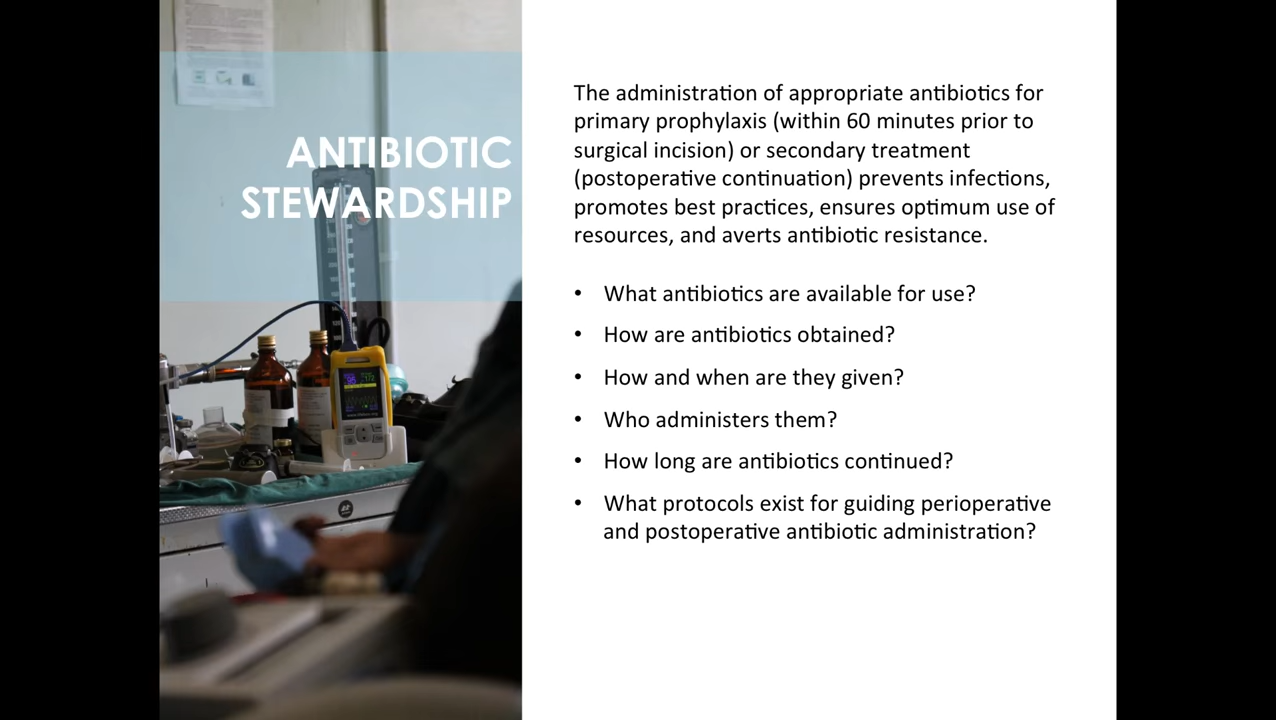 ANTIBIOTIC
STEWARDSHIP
The administration of appropriate antibiotics for
primary prophylaxis (within 60 minutes prior to
surgical incision) or secondary treatment
(postoperative continuation) prevents infections,
promotes best practices, ensures optimum use of
resources, and averts antibiotic resistance.
• What antibiotics are available for use?
• How are antibiotics obtained?
• How and when are they given?
• Who administers them?
• How long are antibiotics continued?
• What protocols exist for guiding perioperative
and postoperative antibiotic administration?